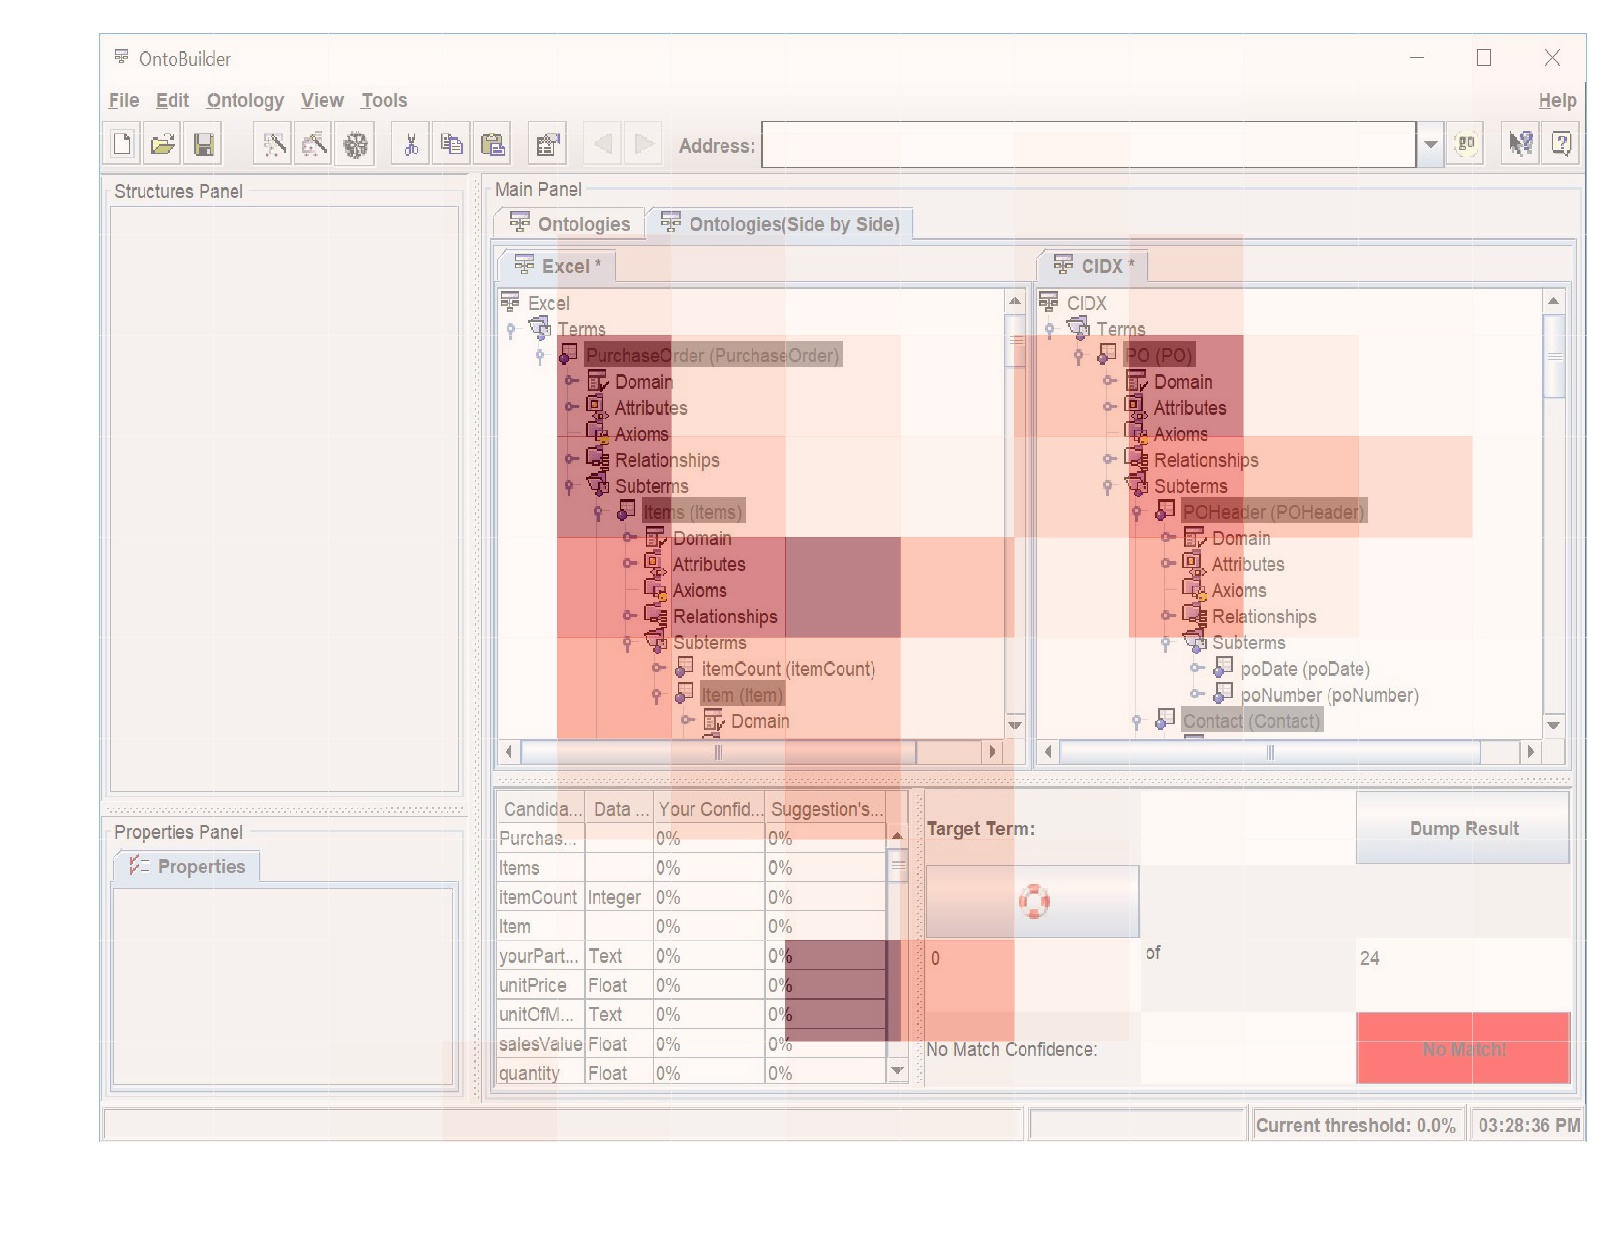 OntoBuilder
File Edit Ontology View Tools Help
Address: go
Structures Panel
Main Panel
Ontologies Ontologies(Side by Side)
Excel *
Excel
Terms
PurchaseOrder (PurchaseOrder)
Domain
Attributes
Axioms
Relationships
Subterms
Items (Items)
Domain
Attributes
Axioms
Relationships
Subterms
itemCount (itemCount)
Item (Item)
Domain
CIDX *
CIDX
Terms
PO (PO)
Domain
Attributes
Axioms
Relationships
Subterms
POHeader (POHeader)
Domain
Attributes
Axioms
Relationships
Subterms
poDate (poDate)
poNumber (poNumber)
Contact (Contact)
Properties Panel
Properties
Candida... Data ... Your Confid... Suggestion's...
Purchas... 0% 0%
Items 0% 0%
itemCount Integer 0% 0%
Item 0% 0%
yourPart... Text 0% 0%
unitPrice Float 0% 0%
unitOfM... Text 0% 0%
salesValue Float 0% 0%
quantity Float 0% 0%
Target Term: Dump Result
0 of 24
No Match Confidence: No Match!
Current threshold: 0.0% 03:28:36 PM